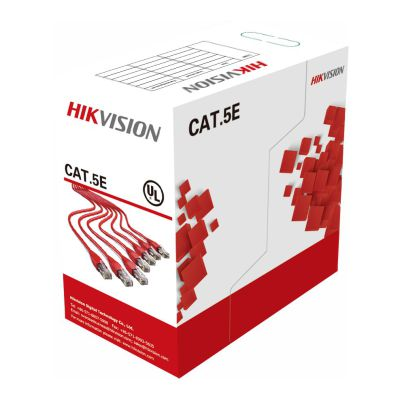 HIKVISION
CAT.5E
UL
HIKVISION
CAT.5E
Hikvision Digital Technology Co., Ltd.